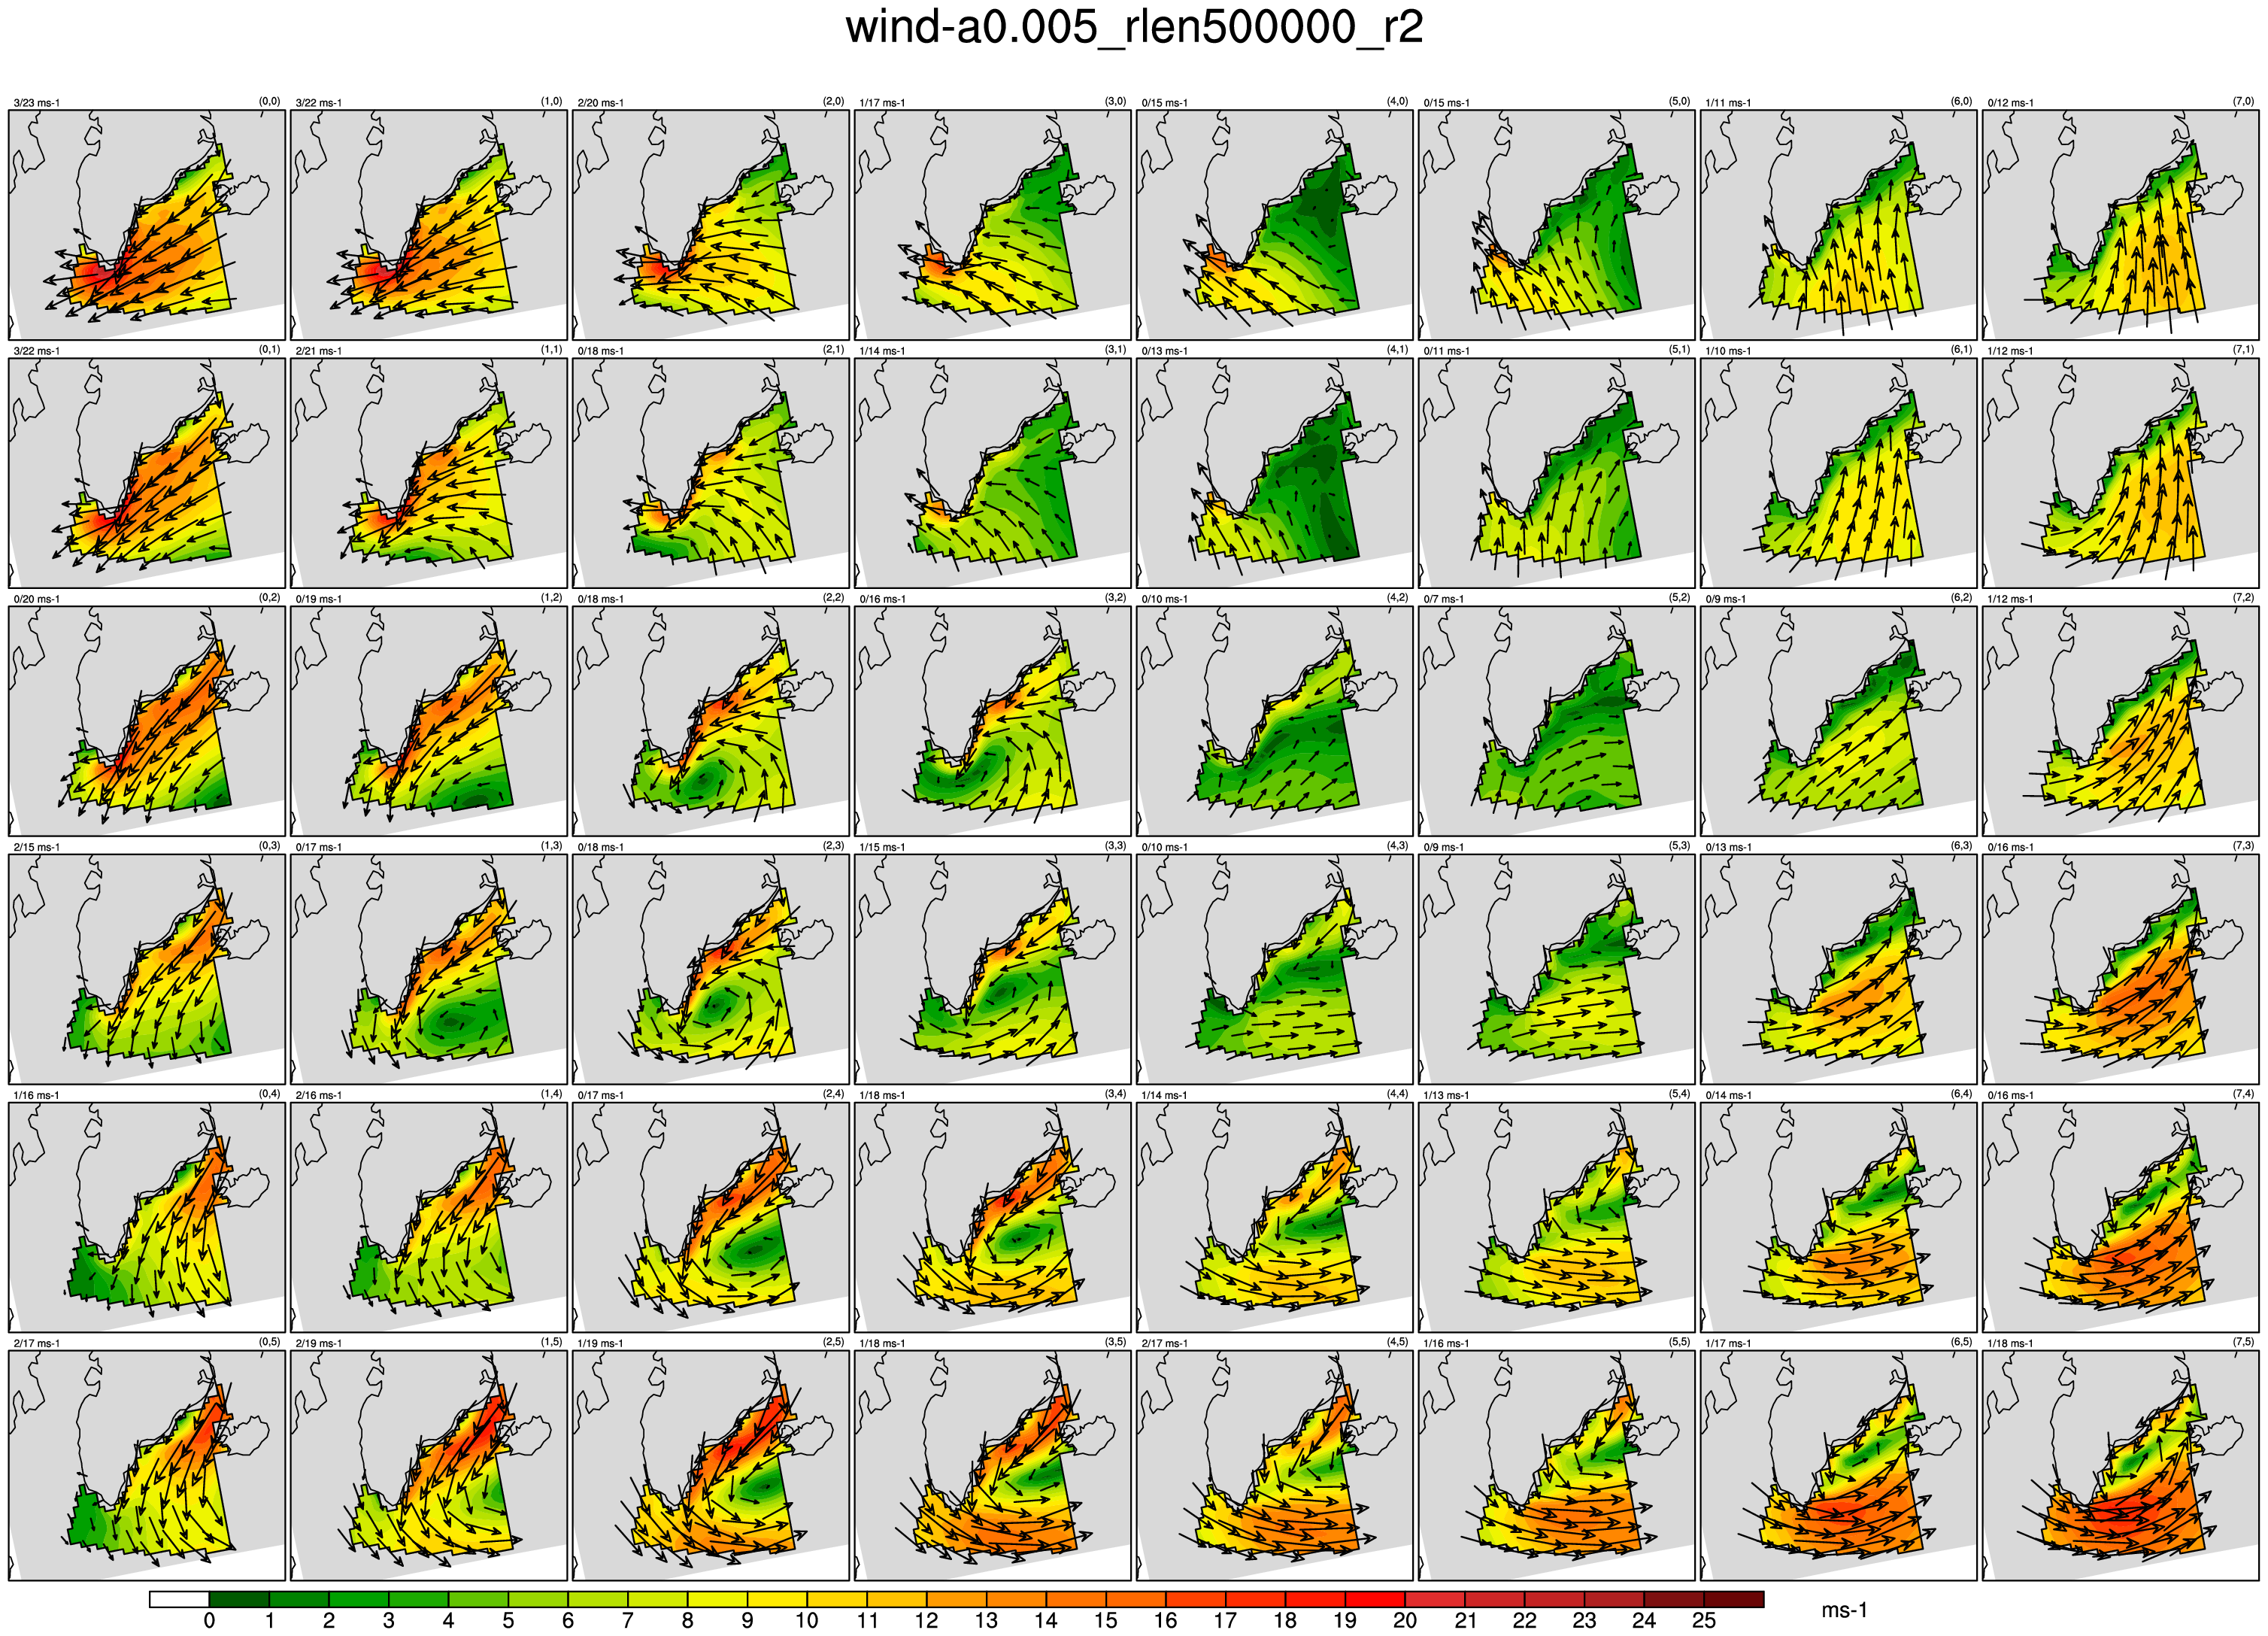 wind-a0.005_rlen500000_r2
3/23 ms-1 (0,0) 3/22 ms-1 (1,0) 2/20 ms-1 (2,0) 1/17 ms-1 (3,0) 0/15 ms-1 (4,0) 0/15 ms-1 (5,0) 1/11 ms-1 (6,0) 0/12 ms-1 (7,0)
3/22 ms-1 (0,1) 2/21 ms-1 (1,1) 0/18 ms-1 (2,1) 1/14 ms-1 (3,1) 0/13 ms-1 (4,1) 0/11 ms-1 (5,1) 1/10 ms-1 (6,1) 1/12 ms-1 (7,1)
0/20 ms-1 (0,2) 0/19 ms-1 (1,2) 0/18 ms-1 (2,2) 0/16 ms-1 (3,2) 0/10 ms-1 (4,2) 0/7 ms-1 (5,2) 0/9 ms-1 (6,2) 1/12 ms-1 (7,2)
2/15 ms-1 (0,3) 0/17 ms-1 (1,3) 0/18 ms-1 (2,3) 1/15 ms-1 (3,3) 0/10 ms-1 (4,3) 0/9 ms-1 (5,3) 0/13 ms-1 (6,3) 0/16 ms-1 (7,3)
1/16 ms-1 (0,4) 2/16 ms-1 (1,4) 0/17 ms-1 (2,4) 1/18 ms-1 (3,4) 1/14 ms-1 (4,4) 1/13 ms-1 (5,4) 0/14 ms-1 (6,4) 0/16 ms-1 (7,4)
2/17 ms-1 (0,5) 2/19 ms-1 (1,5) 1/19 ms-1 (2,5) 1/18 ms-1 (3,5) 2/17 ms-1 (4,5) 1/16 ms-1 (5,5) 1/17 ms-1 (6,5) 1/18 ms-1 (7,5)
0 1 2 3 4 5 6 7 8 9 10 11 12 13 14 15 16 17 18 19 20 21 22 23 24 25 ms-1